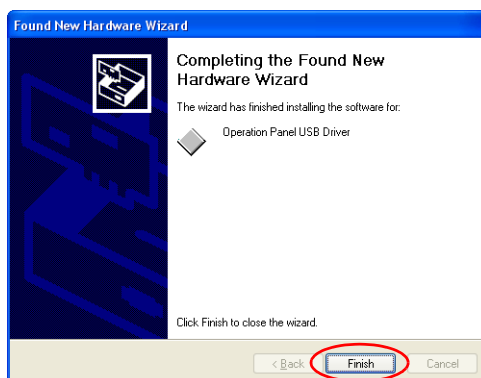 Found New Hardware Wizard
Completing the Found New
Hardware Wizard
The wizard has finished installing the software for:
Operation Panel USB Driver
Click Finish to close the wizard.
< Back Finish Cancel